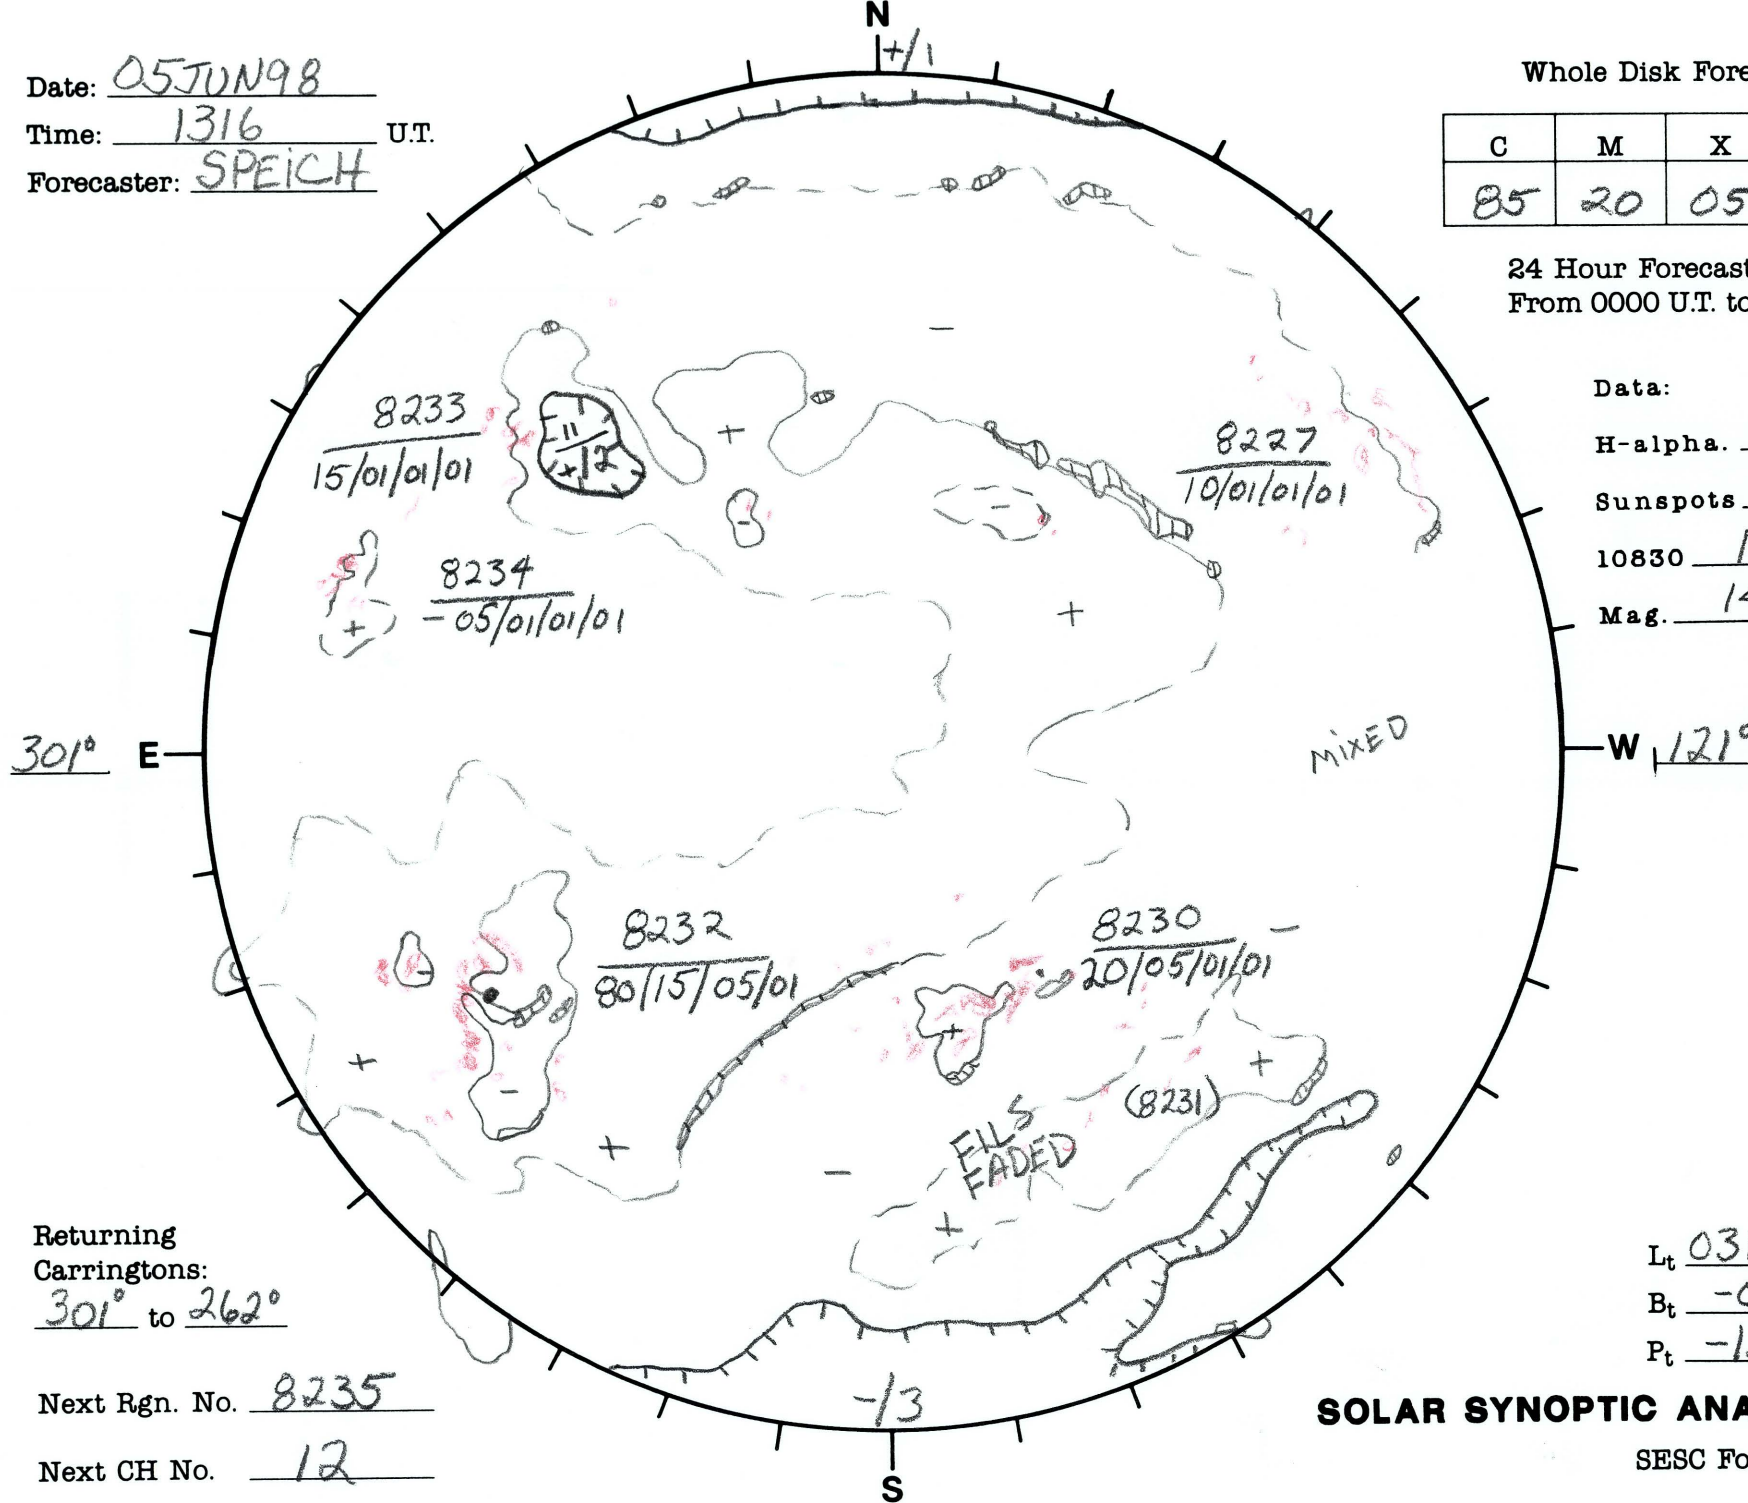 N
+/1
Date: 05JUN98
Time: 1316 U.T.
Forecaster: SPEICH
Whole Disk Fore
C M X
85 20 05
24 Hour Forecast
From 0000 U.T. to
Data:
H-alpha.
Sunspots
10830
Mag.
8233
15/01/01/01
11
+/2
+
-
-
-
8227
10/01/01/01
8234
-05/01/01/01
+
+
MIXED
301° E
W 121°
8232
80/15/05/01
8230
20/05/01/01
-
-
+
+
-
+
+
(8231)
FILS
FADED
-
+
Returning
Carringtons:
301° to 262°
Next Rgn. No. 8235
Next CH No. 12
-/3
S
Lt 03
Bt
Pt
SOLAR SYNOPTIC ANA
SESC Fo